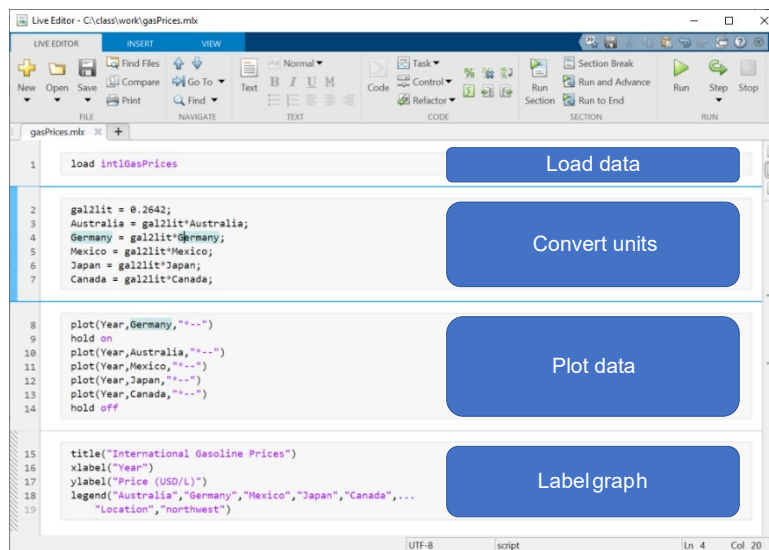 Live Editor - C:\class\work\gasPrices.mlx
LIVE EDITOR INSERT VIEW
New Open Save Find Files Compare Print
FILE
Go To Find
NAVIGATE
Text Normal B I U M
TEXT
Code Task Control Refactor
CODE
Run Section Section Break Run and Advance Run to End
SECTION
Run Step Stop
RUN
gasPrices.mlx
1 load intlGasPrices
Load data
2 gal2lit = 0.2642;
3 Australia = gal2lit*Australia;
4 Germany = gal2lit*Germany;
5 Mexico = gal2lit*Mexico;
6 Japan = gal2lit*Japan;
7 Canada = gal2lit*Canada;
Convert units
8 plot(Year,Germany,"*--")
9 hold on
10 plot(Year,Australia,"*--")
11 plot(Year,Mexico,"*--")
12 plot(Year,Japan,"*--")
13 plot(Year,Canada,"*--")
14 hold off
Plot data
15 title("International Gasoline Prices")
16 xlabel("Year")
17 ylabel("Price (USD/L)")
18 legend("Australia","Germany","Mexico","Japan","Canada",...
19 "Location","northwest")
Label graph
UTF-8 script Ln 4 Col 20